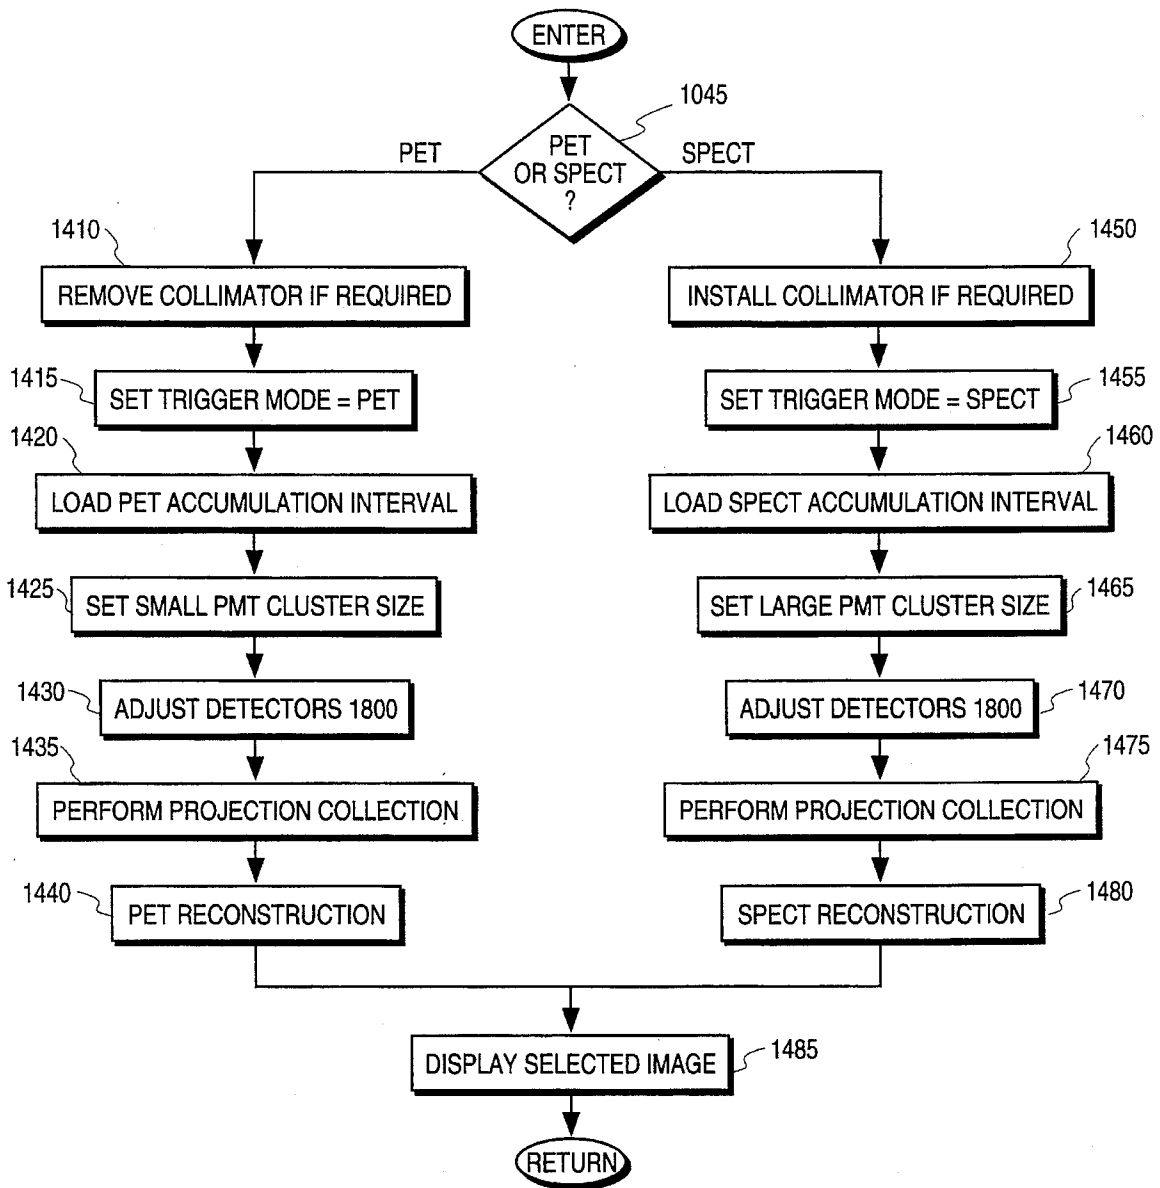 ENTER
1045
PET
OR SPECT
?
PET
SPECT
1410
REMOVE COLLIMATOR IF REQUIRED
1415
SET TRIGGER MODE = PET
1420
LOAD PET ACCUMULATION INTERVAL
1425
SET SMALL PMT CLUSTER SIZE
1430
ADJUST DETECTORS 1800
1435
PERFORM PROJECTION COLLECTION
1440
PET RECONSTRUCTION
1450
INSTALL COLLIMATOR IF REQUIRED
1455
SET TRIGGER MODE = SPECT
1460
LOAD SPECT ACCUMULATION INTERVAL
1465
SET LARGE PMT CLUSTER SIZE
1470
ADJUST DETECTORS 1800
1475
PERFORM PROJECTION COLLECTION
1480
SPECT RECONSTRUCTION
DISPLAY SELECTED IMAGE
1485
RETURN